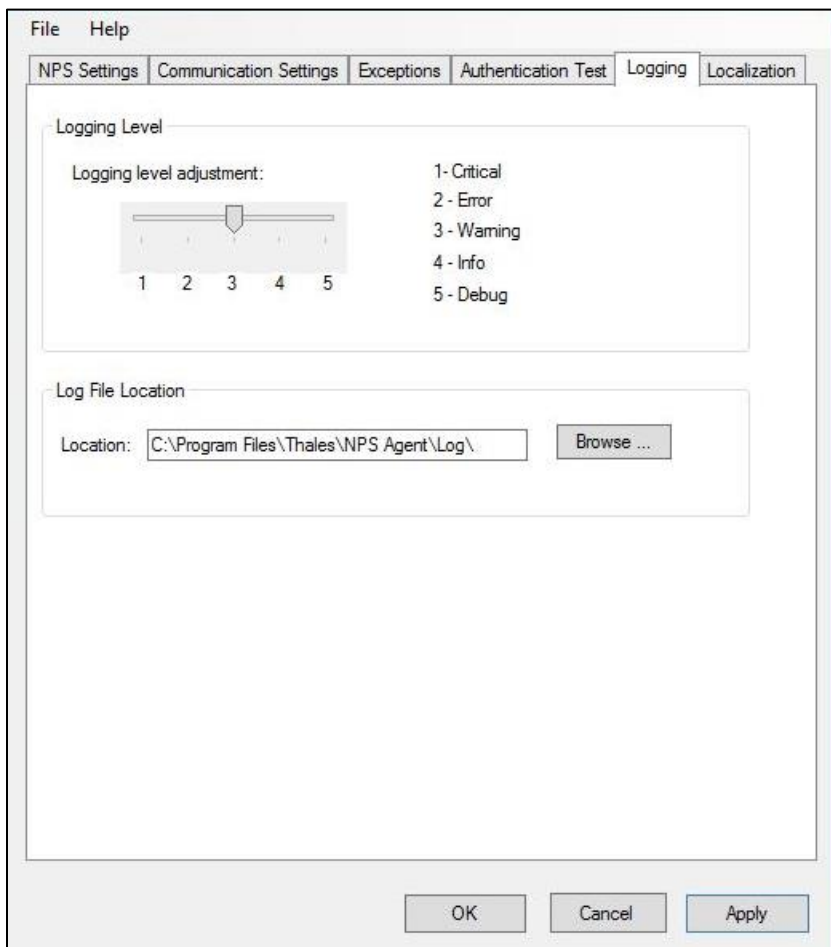 File Help
NPS Settings Communication Settings Exceptions Authentication Test Logging Localization
Logging Level
Logging level adjustment:
1 2 3 4 5
1- Critical
2 - Error
3 - Warning
4 - Info
5 - Debug
Log File Location
Location: C:\Program Files\Thales\NPS Agent\Log\ Browse ...
OK Cancel Apply